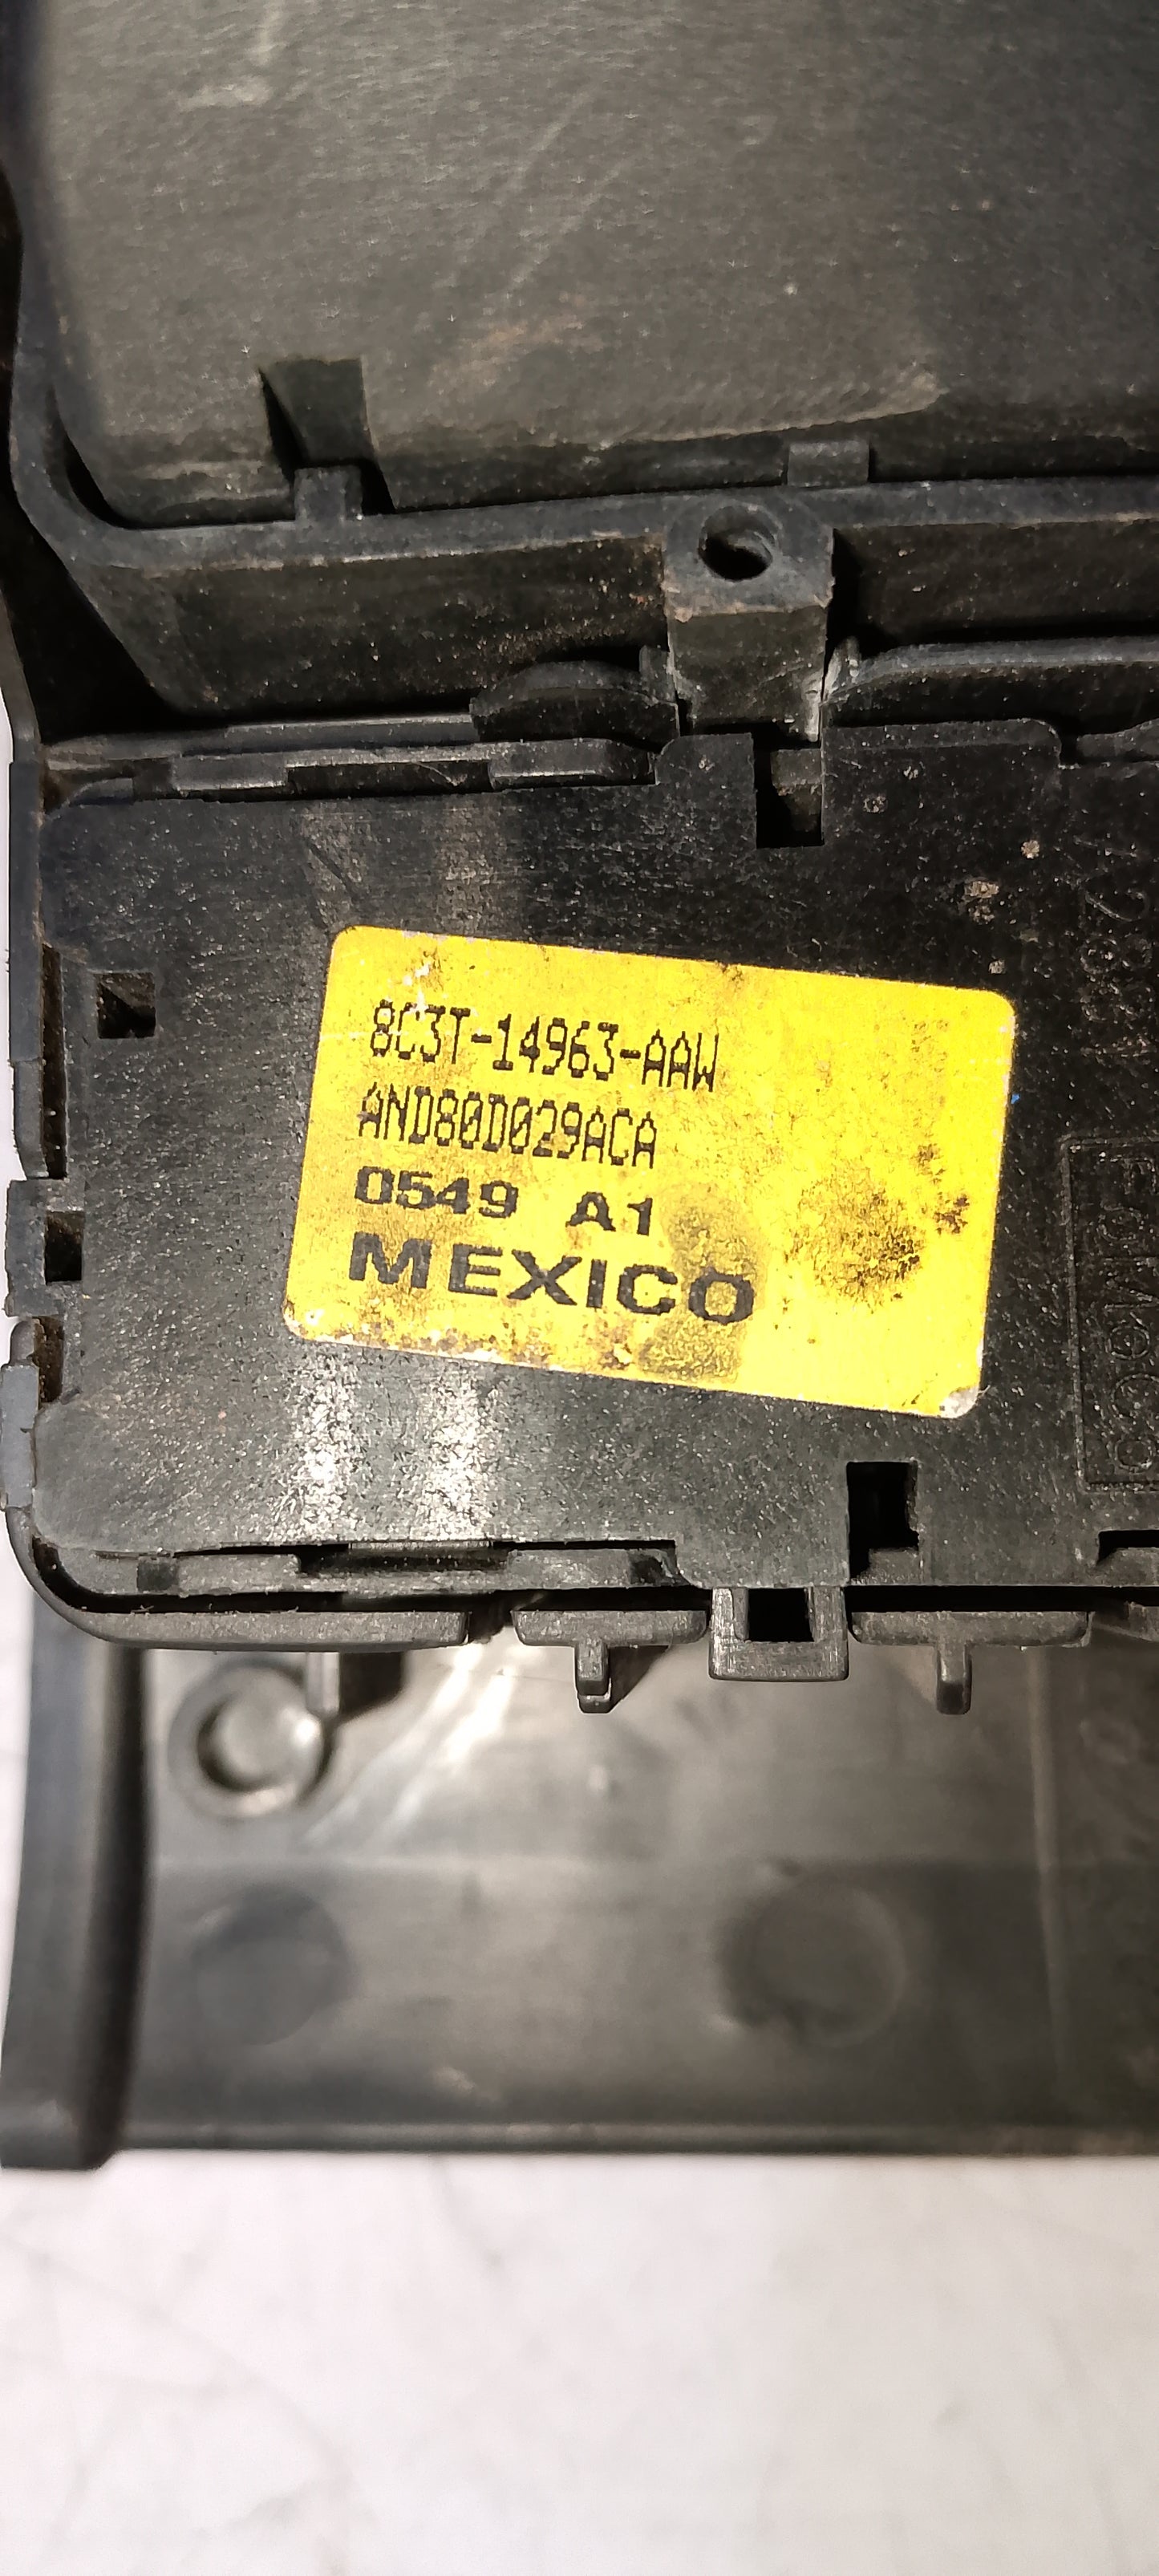 8C3T-14963-AAW
AND80D029ACA
0549 A1
MEXICO